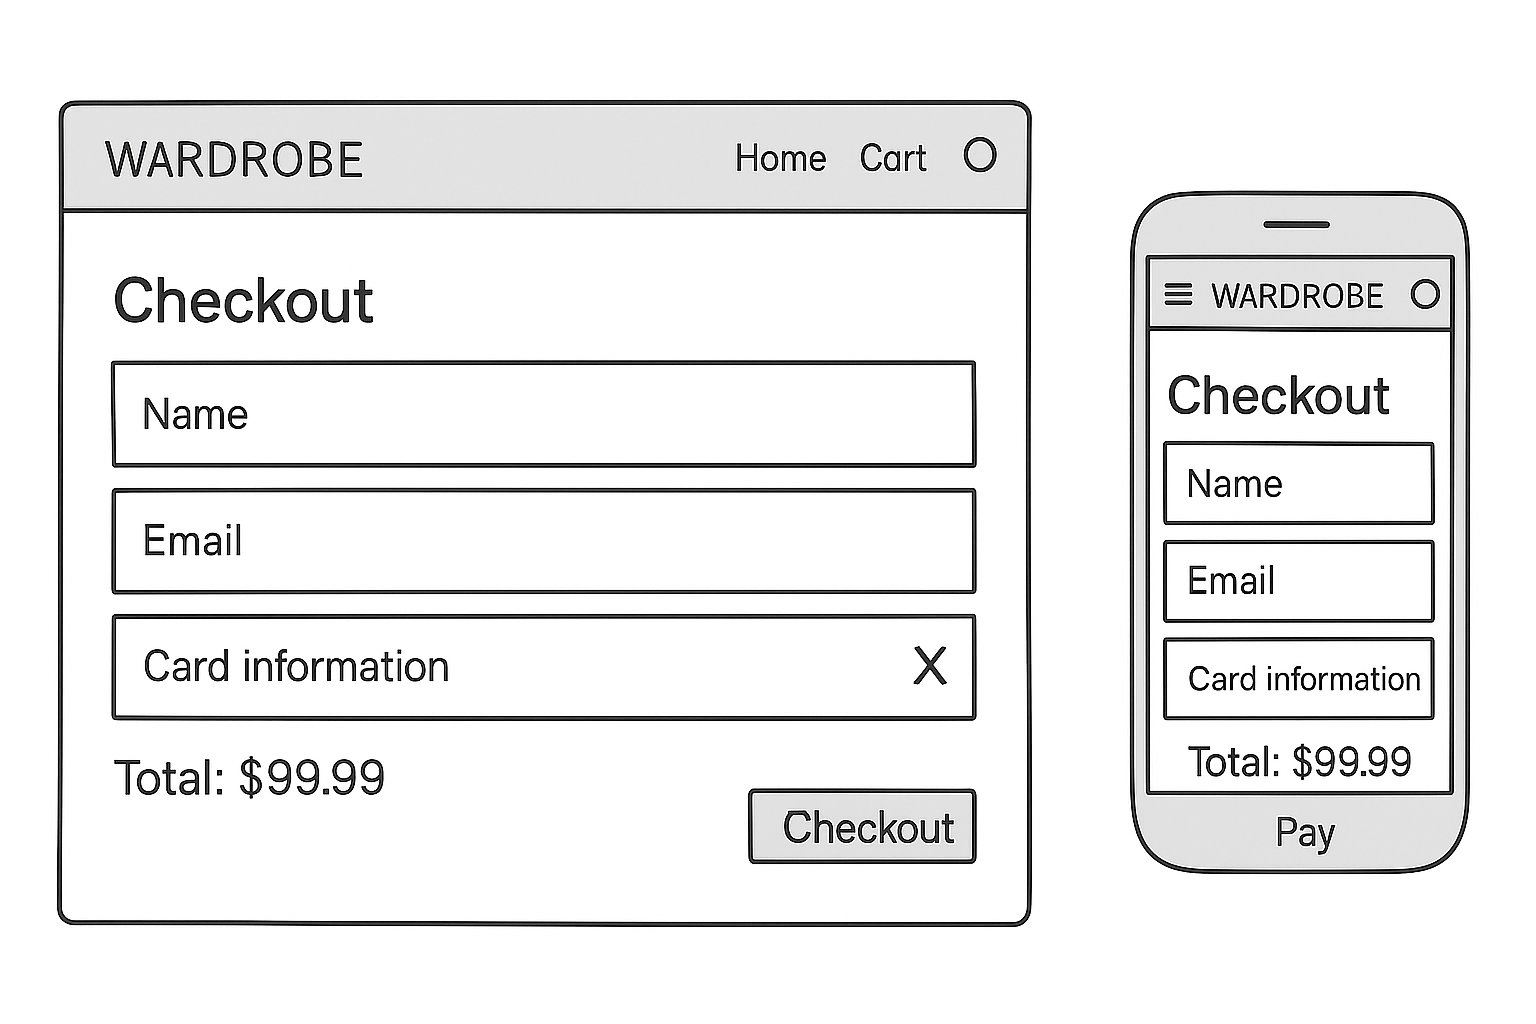 WARDROBE Home Cart
Checkout
Name
Email
Card information X
Total: $99.99
Checkout
WARDROBE
Checkout
Name
Email
Card information
Total: $99.99
Pay